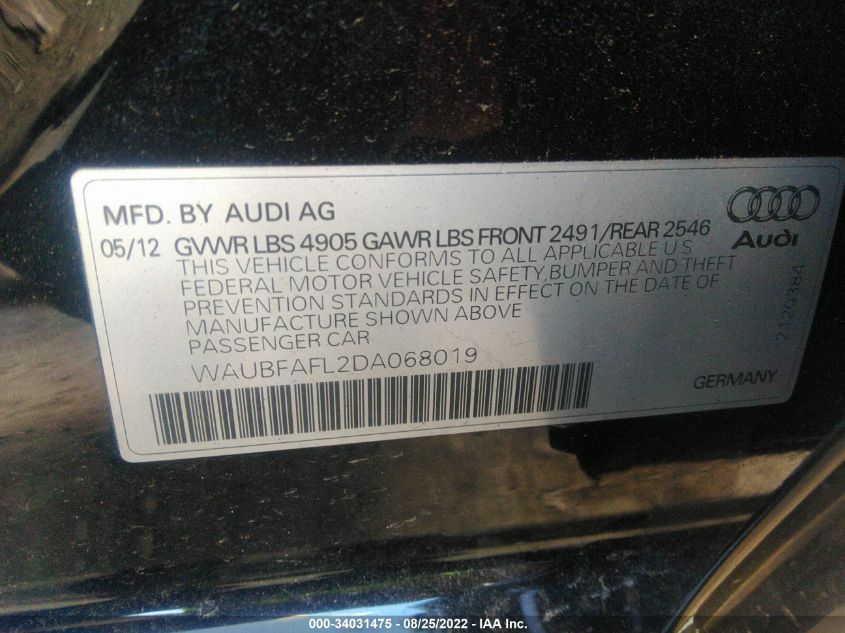 MFD. BY AUDI AG
05/12 GVWR LBS 4905 GAWR LBS FRONT 2491/REAR 2546
THIS VEHICLE CONFORMS TO ALL APPLICABLE U.S
FEDERAL MOTOR VEHICLE SAFETY, BUMPER AND THEFT
PREVENTION STANDARDS IN EFFECT ON THE DATE OF
MANUFACTURE SHOWN ABOVE
PASSENGER CAR
WAUBFAFL2DA068019
Audi
2120384
GERMANY
000-34031475 - 08/25/2022 - IAA Inc.